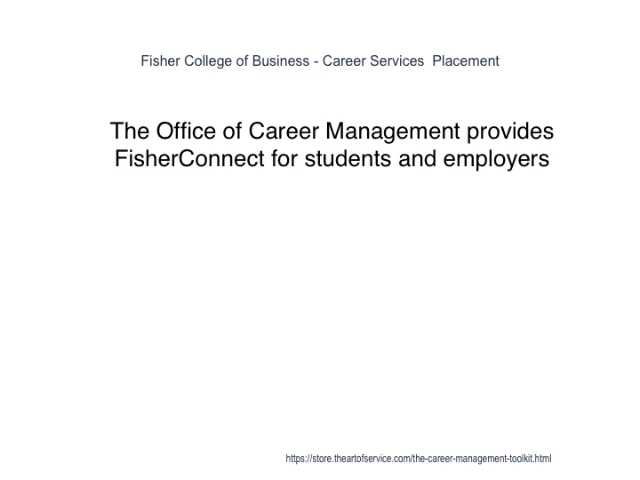 Fisher College of Business - Career Services  Placement
The Office of Career Management provides
FisherConnect for students and employers
https://store.theartofservice.com/the-career-management-toolkit.html